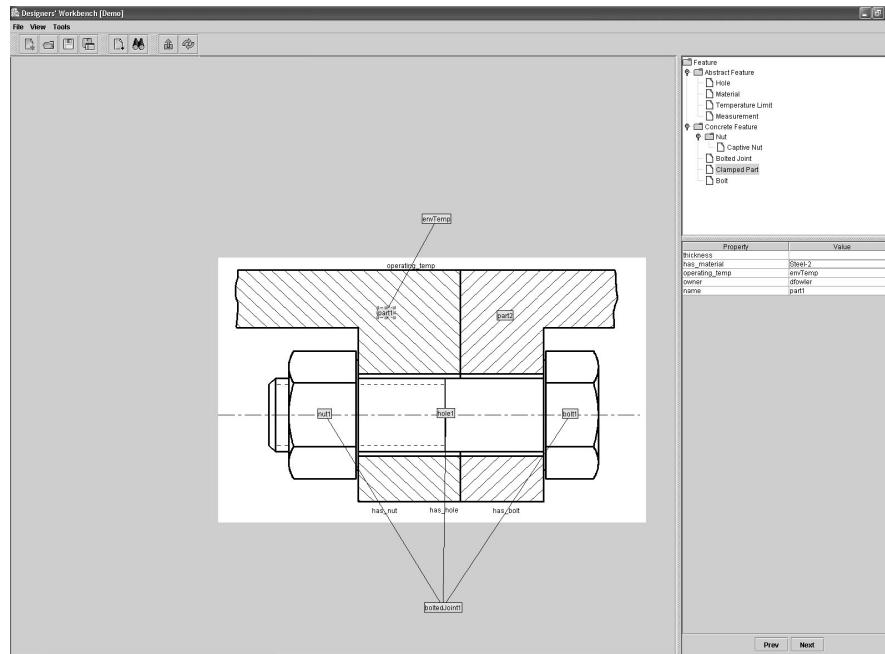 Designers' Workbench [Demo]
File View Tools
Feature
Abstract Feature
Hole
Material
Temperature Limit
Measurement
Concrete Feature
Nut
Captive Nut
Bolted Joint
Clamped Part
Bolt
envTemp
operating_temp
part1
part2
nut1
hole1
bolt1
has_nut
has_hole
has_bolt
boltedJoint1
Property Value
thickness
has_material Steel-2
operating_temp envTemp
owner dfowler
name part1
Prev Next